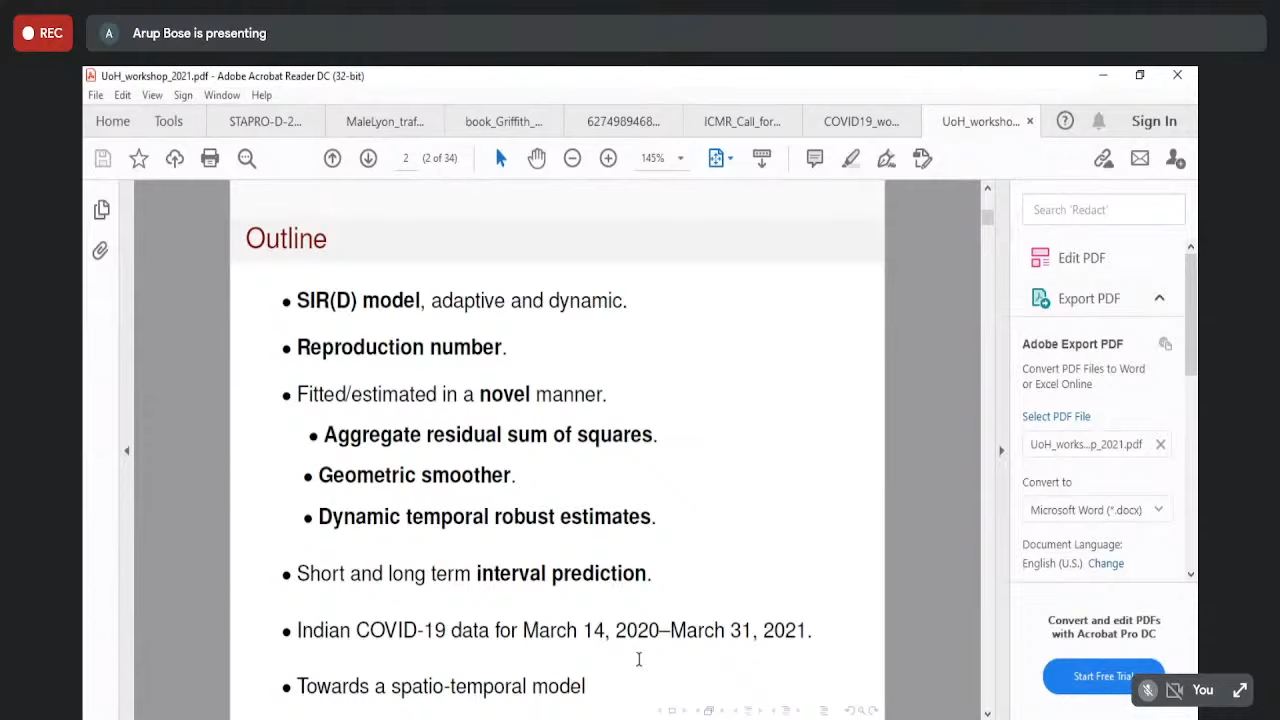 REC
A
Arup Bose is presenting
UoH_workshop_2021.pdf - Adobe Acrobat Reader DC (32-bit)
File Edit View Sign Window Help
Home Tools STAPRO-D-2... MaleLyon_traf... book_Griffith_... 6274989468... ICMR_Call_for... COVID19_wo... UoH_worksho... × Sign In
2 (2 of 34) 145%
Outline
• SIR(D) model, adaptive and dynamic.
• Reproduction number.
• Fitted/estimated in a novel manner.
• Aggregate residual sum of squares.
• Geometric smoother.
• Dynamic temporal robust estimates.
• Short and long term interval prediction.
• Indian COVID-19 data for March 14, 2020–March 31, 2021.
• Towards a spatio-temporal model
Search 'Redact'
Edit PDF
Export PDF
Adobe Export PDF
Convert PDF Files to Word
or Excel Online
Select PDF File
UoH_works...p_2021.pdf
Convert to
Microsoft Word (*.docx)
Document Language:
English (U.S.) Change
Convert and edit PDFs
with Acrobat Pro DC
Start Free Trial
You